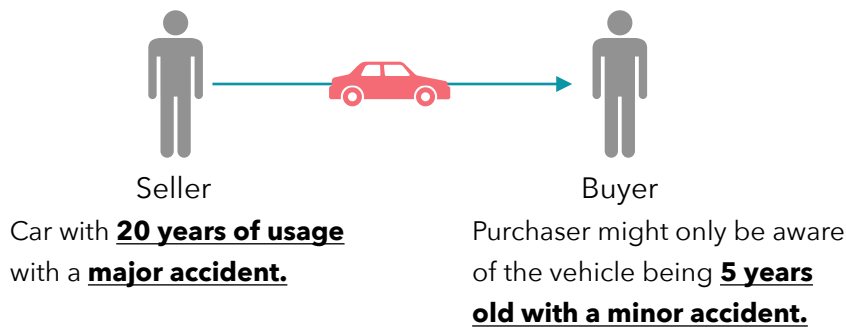 Seller
Car with 20 years of usage
with a major accident.
Buyer
Purchaser might only be aware
of the vehicle being 5 years
old with a minor accident.